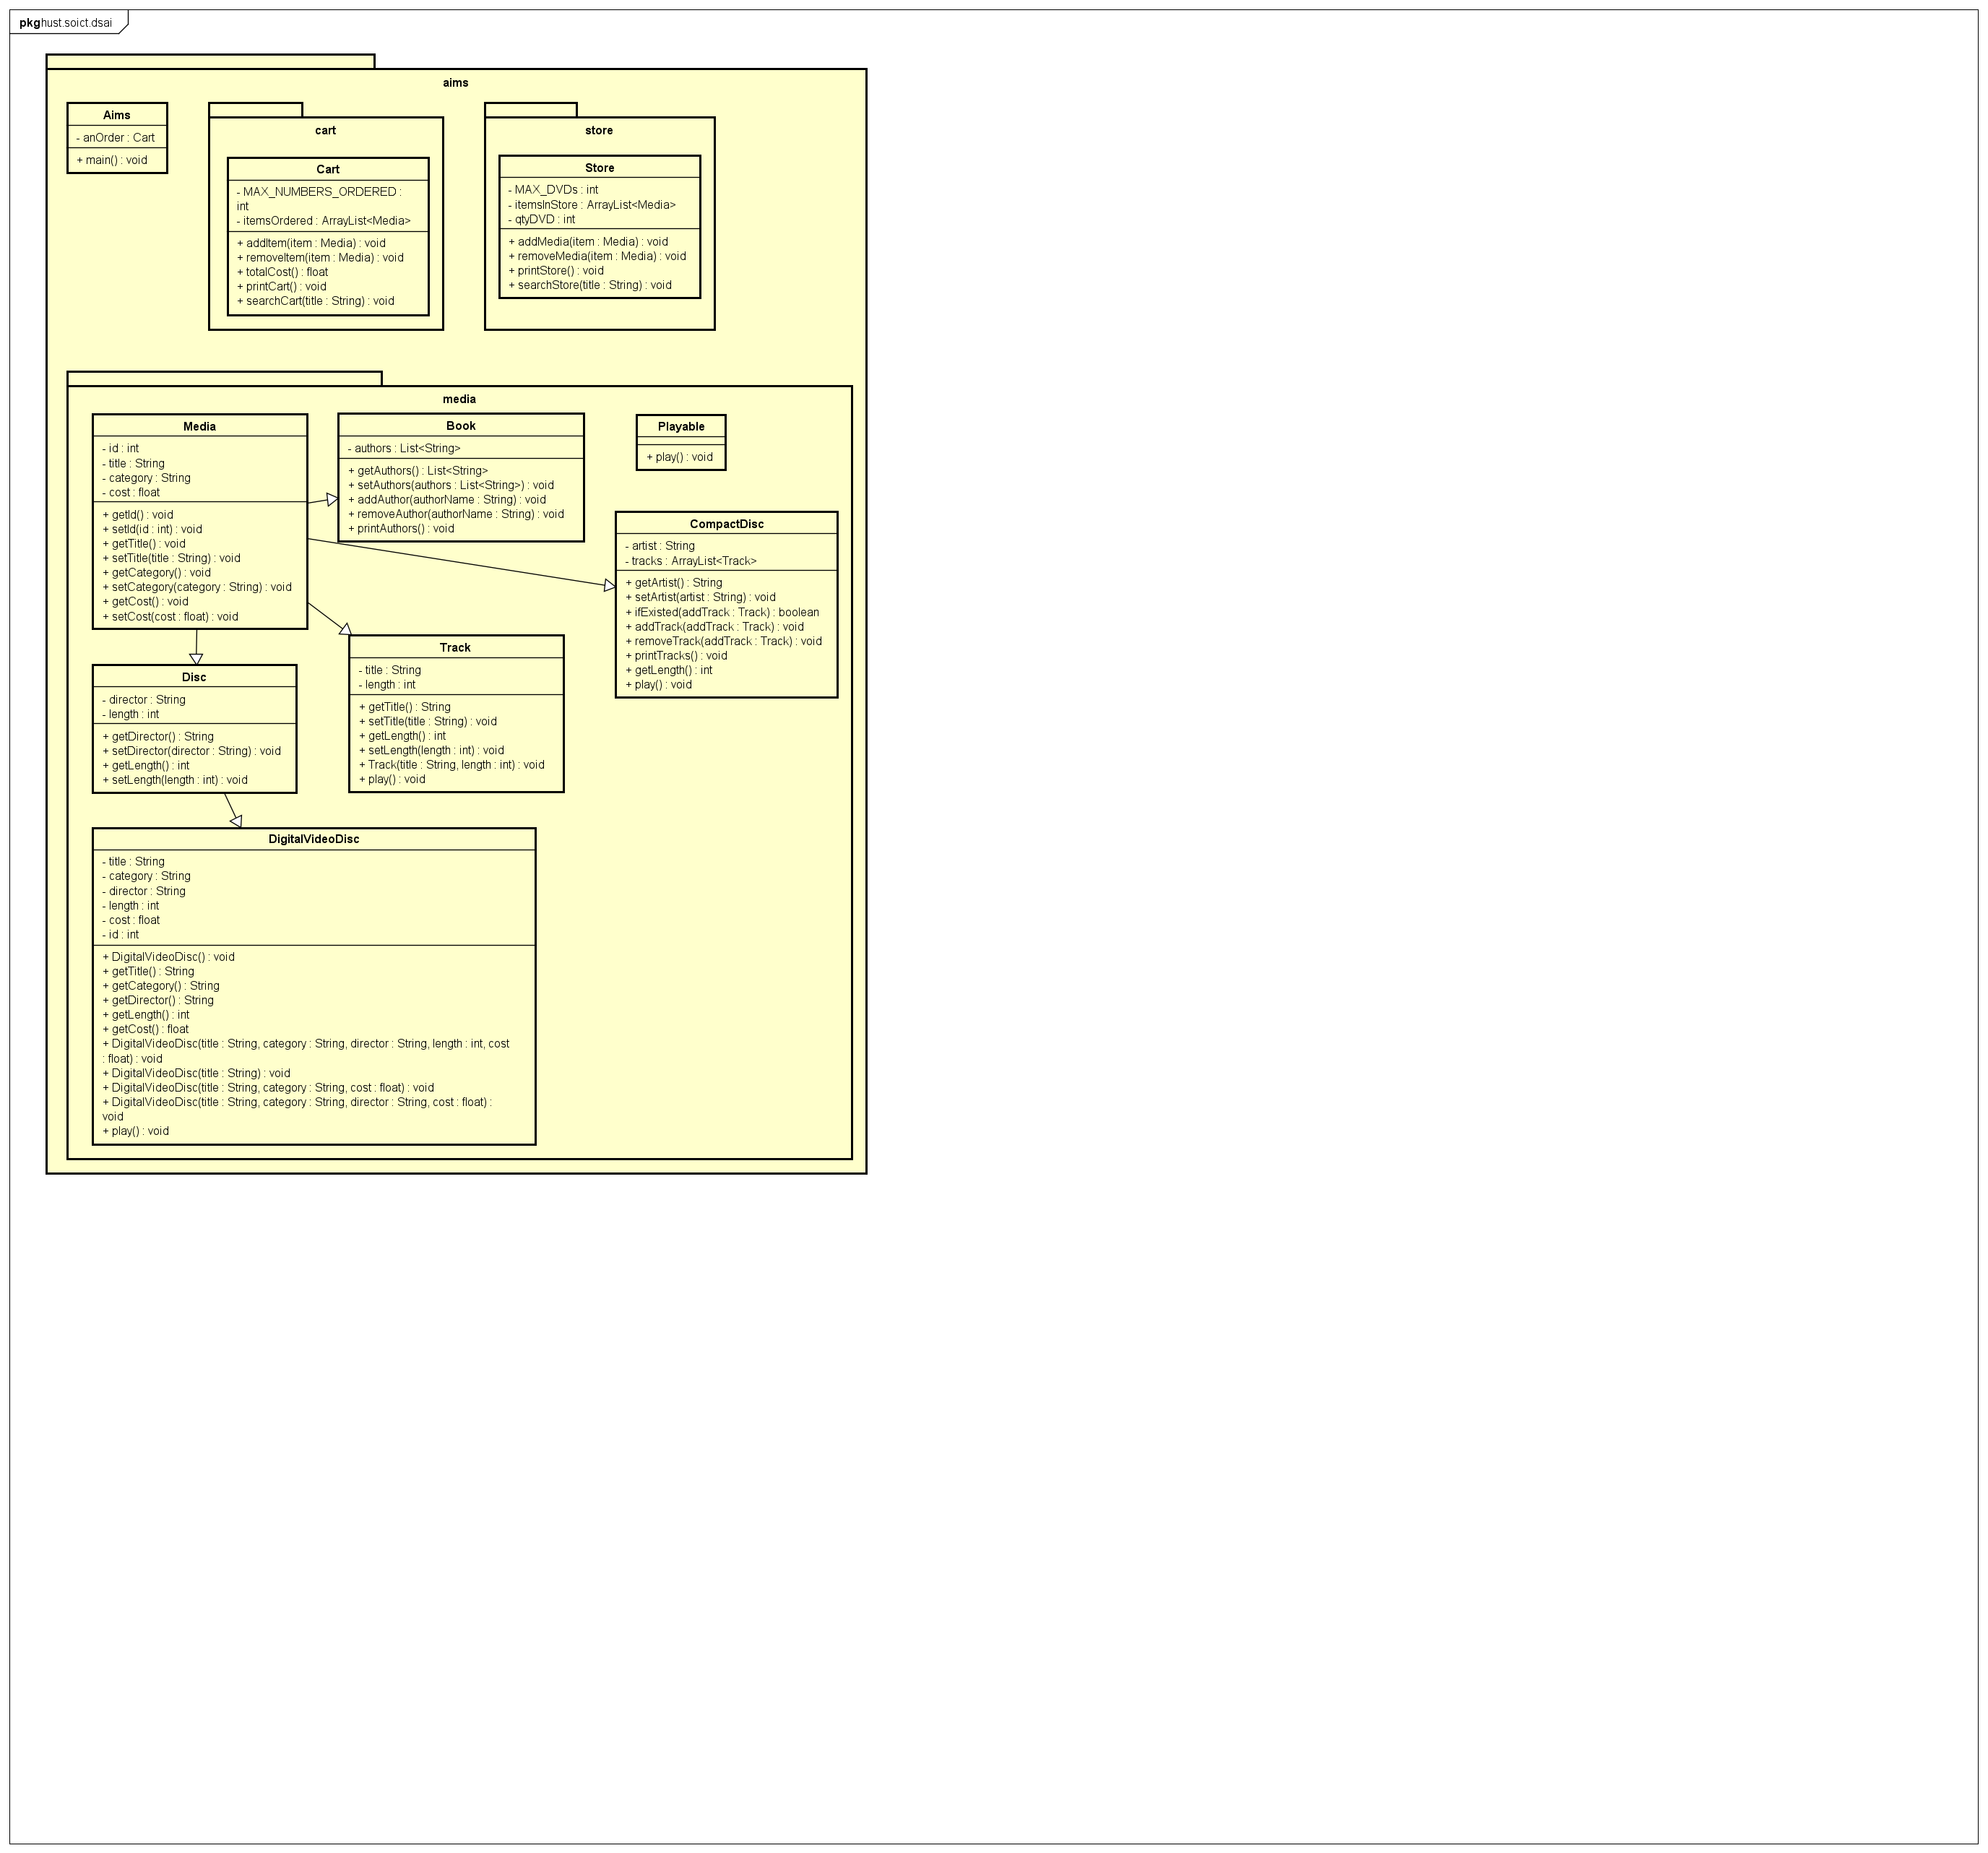 pkg hust.soict.dsai
aims
Aims
- anOrder : Cart
+ main() : void
cart
Cart
- MAX_NUMBERS_ORDERED :
int
- itemsOrdered : ArrayList<Media>
+ addItem(item : Media) : void
+ removeItem(item : Media) : void
+ totalCost() : float
+ printCart() : void
+ searchCart(title : String) : void
store
Store
- MAX_DVDs : int
- itemsInStore : ArrayList<Media>
- qtyDVD : int
+ addMedia(item : Media) : void
+ removeMedia(item : Media) : void
+ printStore() : void
+ searchStore(title : String) : void
media
Media
- id : int
- title : String
- category : String
- cost : float
+ getId() : void
+ setId(id : int) : void
+ getTitle() : void
+ setTitle(title : String) : void
+ getCategory() : void
+ setCategory(category : String) : void
+ getCost() : void
+ setCost(cost : float) : void
Book
- authors : List<String>
+ getAuthors() : List<String>
+ setAuthors(authors : List<String>) : void
+ addAuthor(authorName : String) : void
+ removeAuthor(authorName : String) : void
+ printAuthors() : void
Playable
+ play() : void
CompactDisc
- artist : String
- tracks : ArrayList<Track>
+ getArtist() : String
+ setArtist(artist : String) : void
+ ifExisted(addTrack : Track) : boolean
+ addTrack(addTrack : Track) : void
+ removeTrack(addTrack : Track) : void
+ printTracks() : void
+ getLength() : int
+ play() : void
Track
- title : String
- length : int
+ getTitle() : String
+ setTitle(title : String) : void
+ getLength() : int
+ setLength(length : int) : void
+ Track(title : String, length : int) : void
+ play() : void
Disc
- director : String
- length : int
+ getDirector() : String
+ setDirector(director : String) : void
+ getLength() : int
+ setLength(length : int) : void
DigitalVideoDisc
- title : String
- category : String
- director : String
- length : int
- cost : float
- id : int
+ DigitalVideoDisc() : void
+ getTitle() : String
+ getCategory() : String
+ getDirector() : String
+ getLength() : int
+ getCost() : float
+ DigitalVideoDisc(title : String, category : String, director : String, length : int, cost
: float) : void
+ DigitalVideoDisc(title : String) : void
+ DigitalVideoDisc(title : String, category : String, cost : float) : void
+ DigitalVideoDisc(title : String, category : String, director : String, cost : float) :
void
+ play() : void